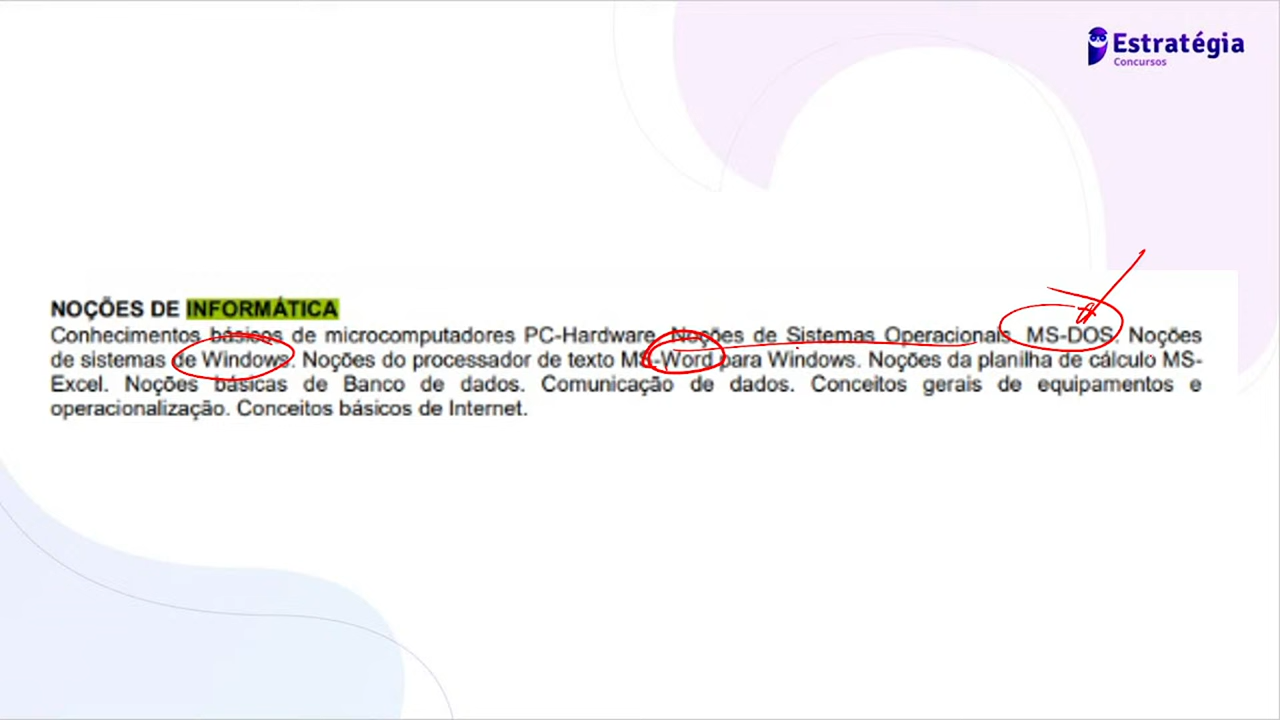 Estratégia
Concursos
NOÇÕES DE INFORMÁTICA
Conhecimentos básicos de microcomputadores PC-Hardware. Noções de Sistemas Operacionais. MS-DOS. Noções
de sistemas de Windows. Noções do processador de texto MS-Word para Windows. Noções da planilha de cálculo MS-
Excel. Noções básicas de Banco de dados. Comunicação de dados. Conceitos gerais de equipamentos e
operacionalização. Conceitos básicos de Internet.